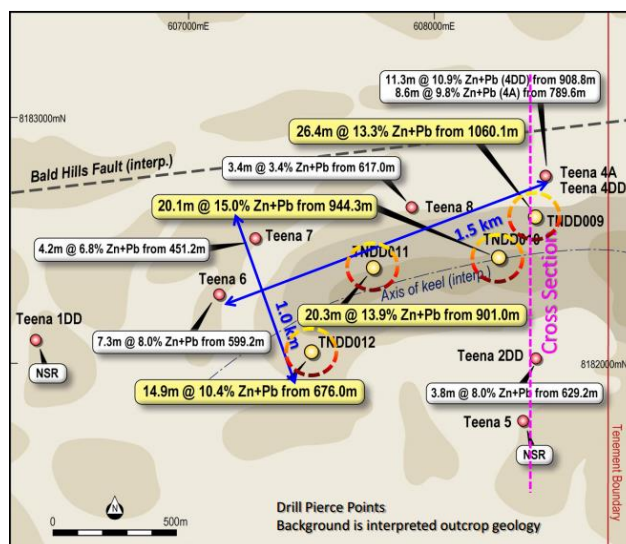 607000mE
608000mE
11.3m @ 10.9% Zn+Pb (4DD) from 908.8m
8.6m @ 9.8% Zn+Pb (4A) from 789.6m
8183000mN
26.4m @ 13.3% Zn+Pb from 1060.1m
Bald Hills Fault (interp.)
3.4m @ 3.4% Zn+Pb from 617.0m
Teena 4A
Teena 4DD
20.1m @ 15.0% Zn+Pb from 944.3m
Teena 8
TNDD009
4.2m @ 6.8% Zn+Pb from 451.2m
Teena 7
1.5 km
TNDD010
TNDD011
Teena 6
Axis of keel (interp.)
1.0 km
20.3m @ 13.9% Zn+Pb from 901.0m
Cross Section
Teena 1DD
7.3m @ 8.0% Zn+Pb from 599.2m
TNDD012
NSR
Teena 2DD
8182000mN
14.9m @ 10.4% Zn+Pb from 676.0m
3.8m @ 8.0% Zn+Pb from 629.2m
Teena 5
NSR
Tenement Boundary
N
0
500m
Drill Pierce Points
Background is interpreted outcrop geology